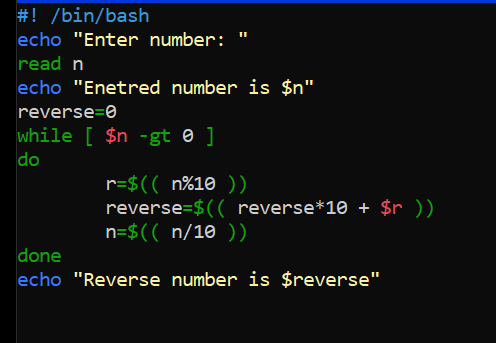 #! /bin/bash
echo "Enter number: "
read n
echo "Enetred number is $n"
reverse=0
while [ $n -gt 0 ]
do
        r=$(( n%10 ))
        reverse=$(( reverse*10 + $r ))
        n=$(( n/10 ))
done
echo "Reverse number is $reverse"